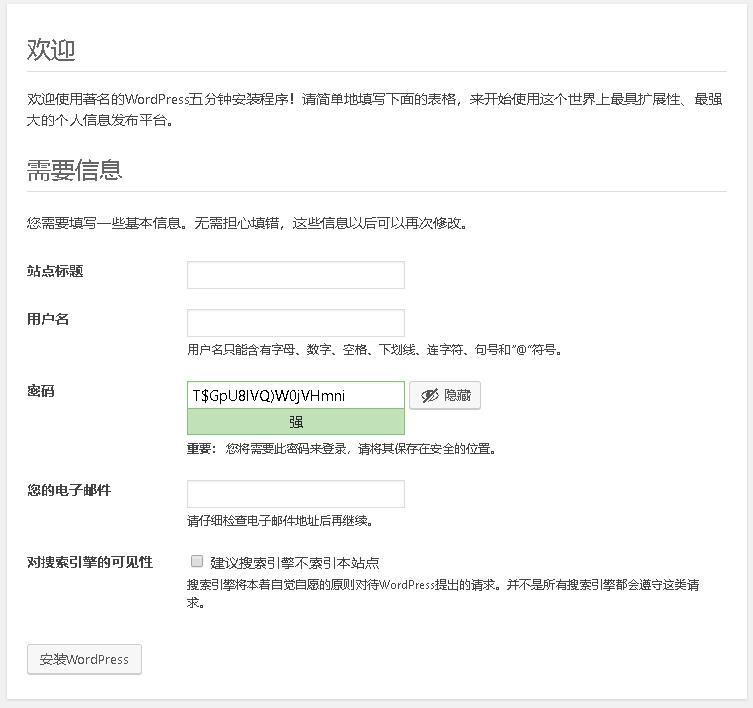 欢迎
欢迎使用著名的WordPress五分钟安装程序！请简单地填写下面的表格，来开始使用这个世界上最具扩展性、最强
大的个人信息发布平台。
需要信息
您需要填写一些基本信息。无需担心填错，这些信息以后可以再次修改。
站点标题
用户名
用户名只能含有字母、数字、空格、下划线、连字符、句号和“@”符号。
密码
T$GpU8lVQ)W0jVHmni
隐藏
强
重要： 您将需要此密码来登录，请将其保存在安全的位置。
您的电子邮件
请仔细检查电子邮件地址后再继续。
对搜索引擎的可见性
建议搜索引擎不索引本站点
搜索引擎将本着自觉自愿的原则对待WordPress提出的请求。并不是所有搜索引擎都会遵守这类请
求。
安装WordPress